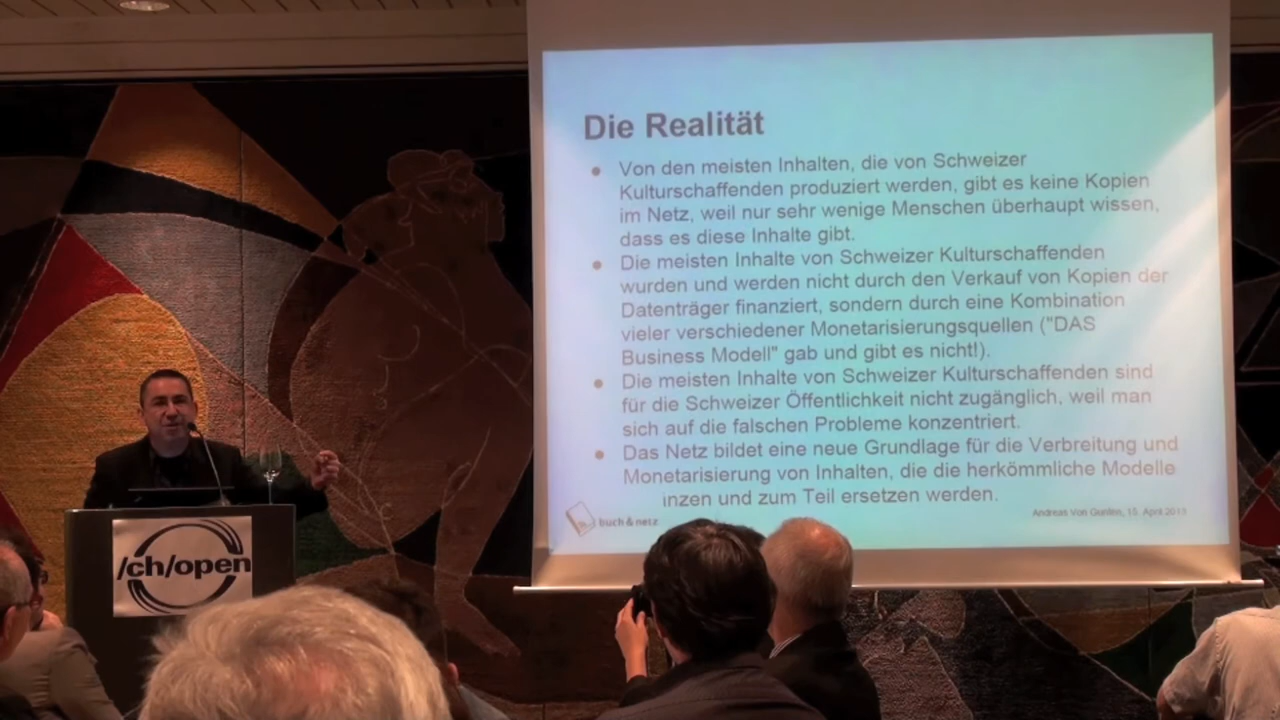 Die Realität
Von den meisten Inhalten, die von Schweizer
Kulturschaffenden produziert werden, gibt es keine Kopien
im Netz, weil nur sehr wenige Menschen überhaupt wissen,
dass es diese Inhalte gibt.
Die meisten Inhalte von Schweizer Kulturschaffenden
wurden und werden nicht durch den Verkauf von Kopien der
Datenträger finanziert, sondern durch eine Kombination
vieler verschiedener Monetarisierungsquellen ("DAS
Business Modell" gab und gibt es nicht!).
Die meisten Inhalte von Schweizer Kulturschaffenden sind
für die Schweizer Öffentlichkeit nicht zugänglich, weil man
sich auf die falschen Probleme konzentriert.
Das Netz bildet eine neue Grundlage für die Verbreitung und
Monetarisierung von Inhalten, die die herkömmliche Modelle
inzen und zum Teil ersetzen werden.
buch & netz
Andreas Von Gunten, April
/ch/open